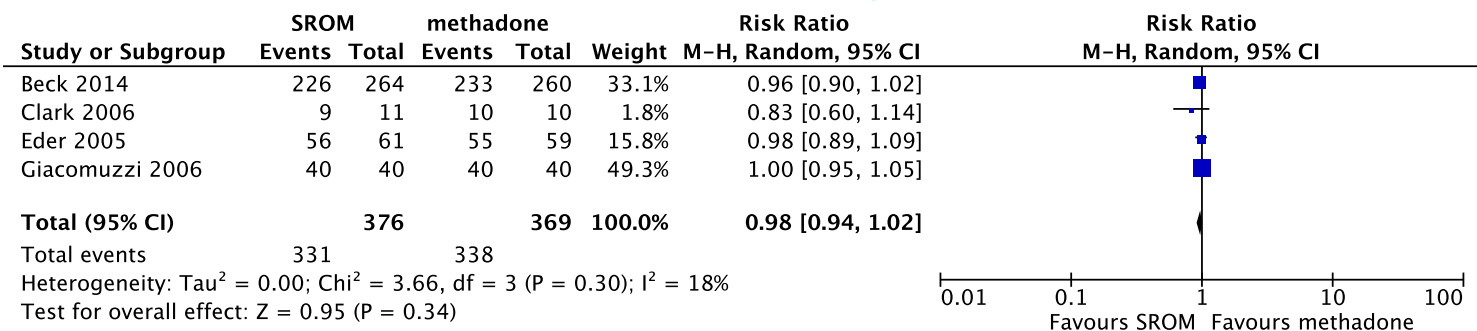 SROM methadone Risk Ratio Risk Ratio
Study or Subgroup Events Total Events Total Weight M-H, Random, 95% CI M-H, Random, 95% CI
Beck 2014 226 264 233 260 33.1% 0.96 [0.90, 1.02]
Clark 2006 9 11 10 10 1.8% 0.83 [0.60, 1.14]
Eder 2005 56 61 55 59 15.8% 0.98 [0.89, 1.09]
Giacomuzzi 2006 40 40 40 40 49.3% 1.00 [0.95, 1.05]
Total (95% CI) 376 369 100.0% 0.98 [0.94, 1.02]
Total events 331 338
Heterogeneity: Tau² = 0.00; Chi² = 3.66, df = 3 (P = 0.30); I² = 18%
Test for overall effect: Z = 0.95 (P = 0.34)
0.01 0.1 1 10 100
Favours SROM Favours methadone